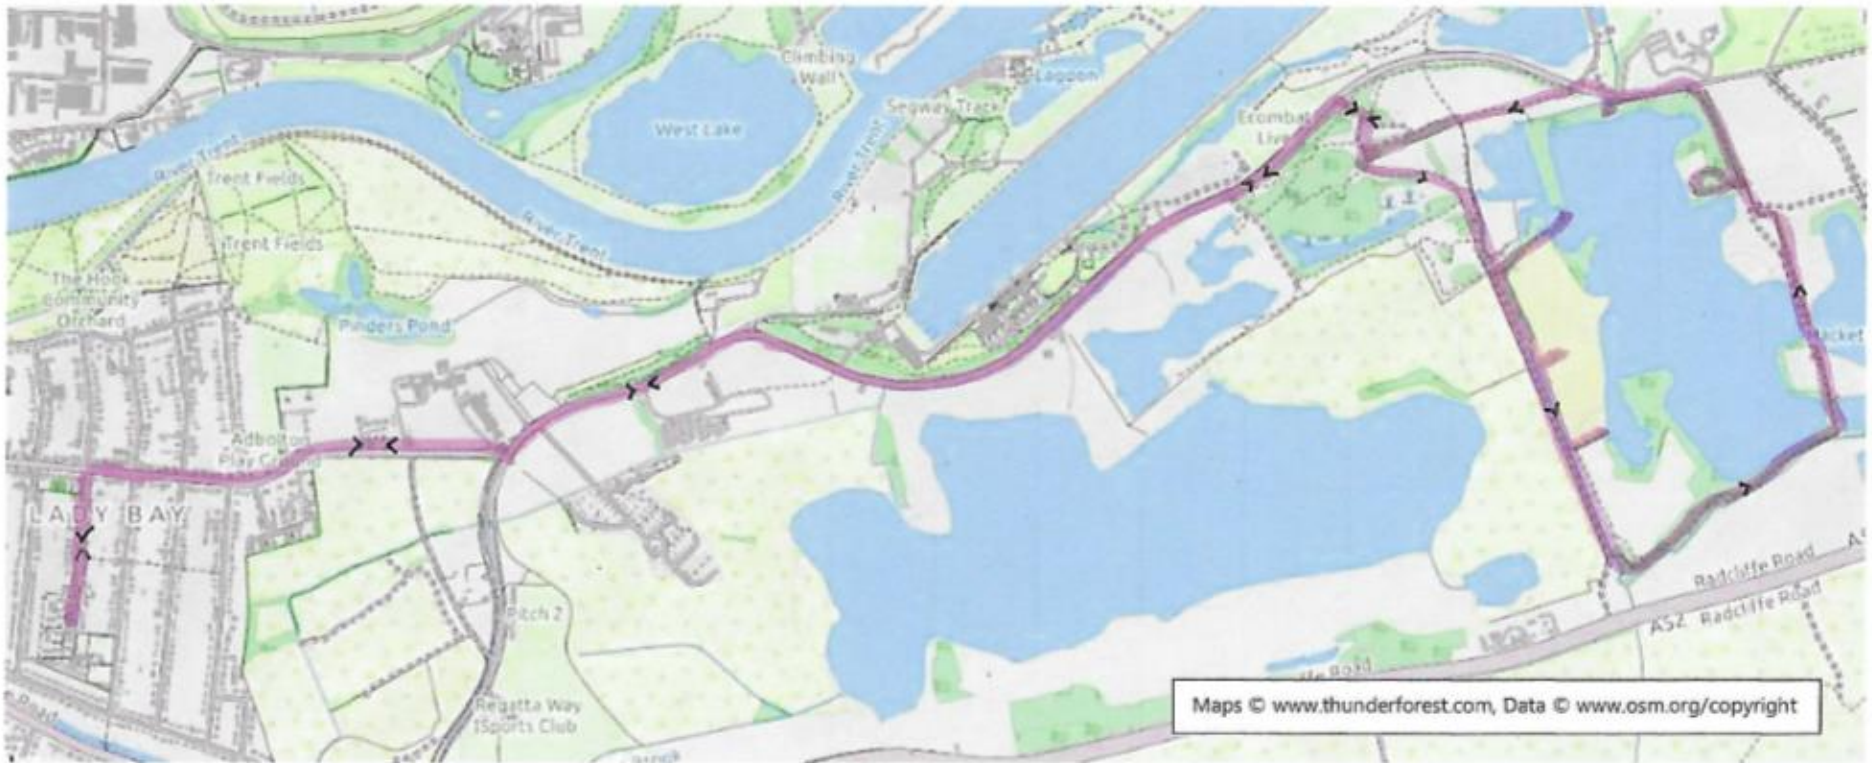 Climbing
Wall
Lagoon
Segway Track
West Lake
Ecombat
Live
River Trent
River Trent
Trent Fields
River Trent
Trent Fields
The Hook
Community
Orchard
Pinders Pond
Adbolton
LADY BAY
Radcliffe Road
Radcliffe Road
A52
Pitch 2
Regatta Way
Sports Club
Maps © www.thunderforest.com, Data © www.osm.org/copyright